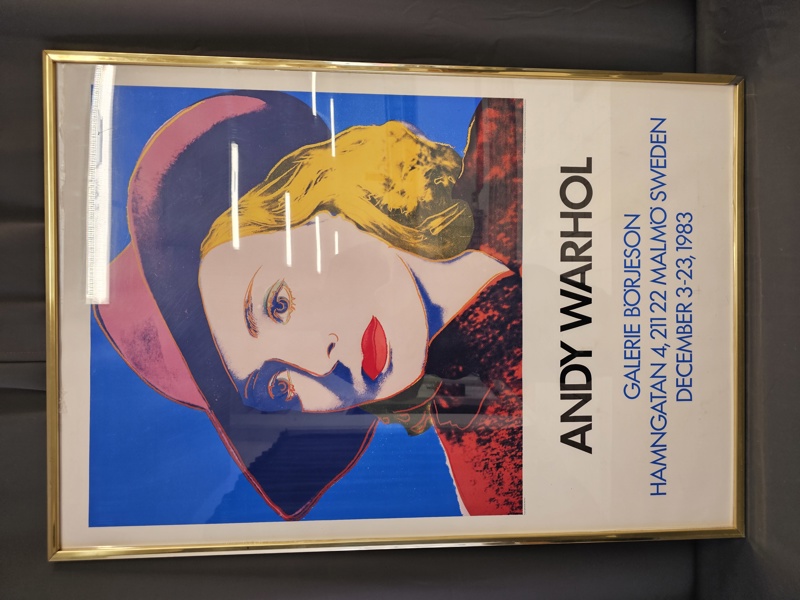 ANDY WARHOL
GALERIE BÖRJESON
HAMNGATAN 4, 211 22 MALMÖ SWEDEN
DECEMBER 3-23, 1983